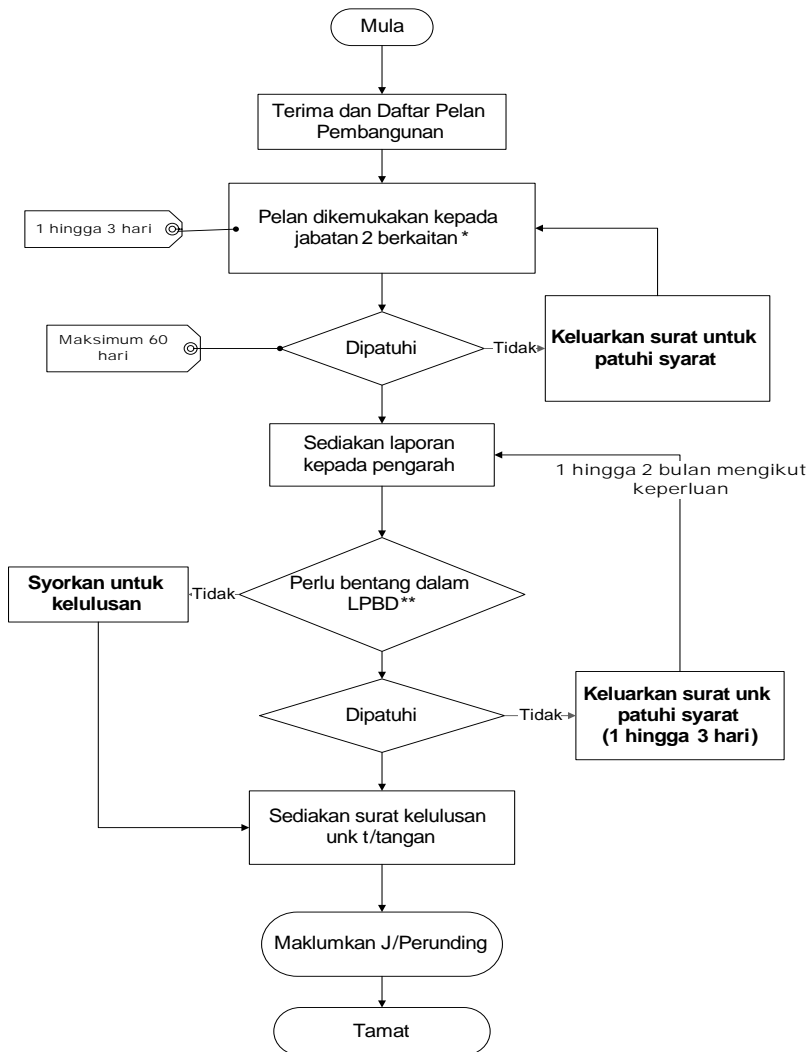 Mula
Terima dan Daftar Pelan
Pembangunan
1 hingga 3 hari
Pelan dikemukakan kepada
jabatan 2 berkaitan *
Maksimum 60
hari
Dipatuhi
Tidak
Keluarkan surat untuk
patuhi syarat
Sediakan laporan
kepada pengarah
1 hingga 2 bulan mengikut
keperluan
Syorkan untuk
kelulusan
Tidak
Perlu bentang dalam
LPBD**
Dipatuhi
Tidak
Keluarkan surat unk
patuhi syarat
(1 hingga 3 hari)
Sediakan surat kelulusan
unk t/tangan
Maklumkan J/Perunding
Tamat